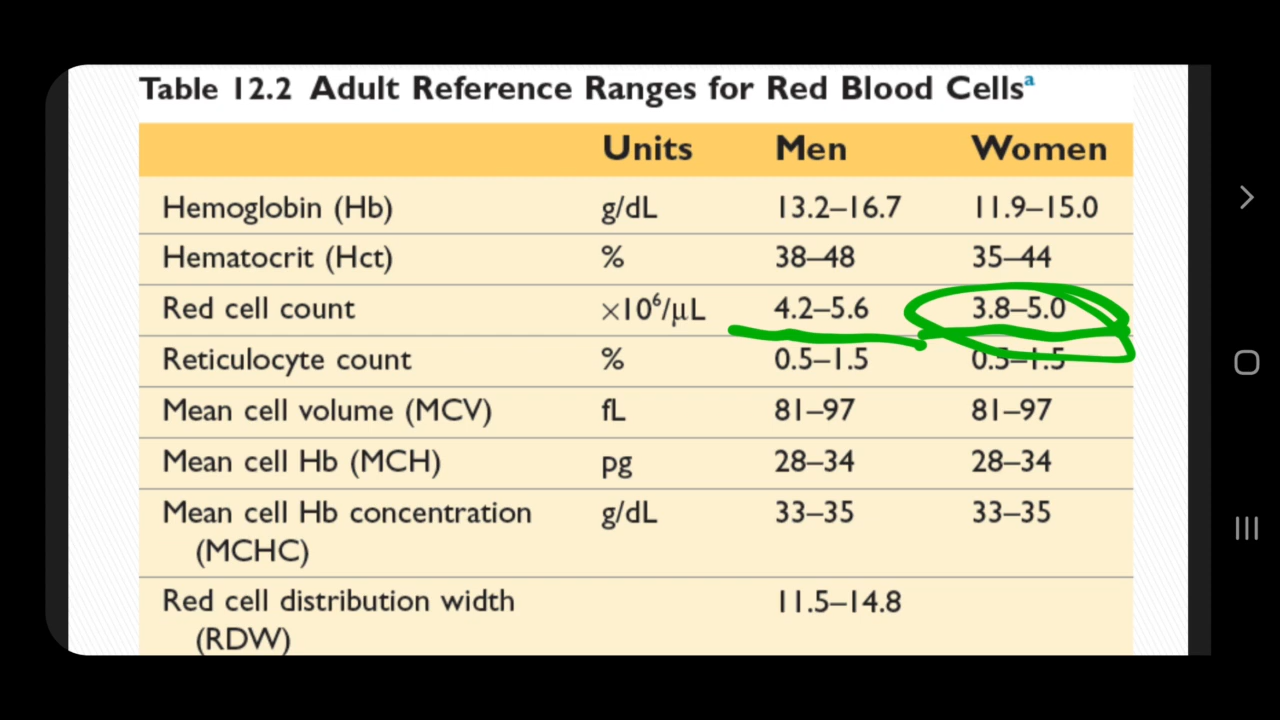 Table 12.2 Adult Reference Ranges for Red Blood Cellsᵃ
Units Men Women
Hemoglobin (Hb) g/dL 13.2–16.7 11.9–15.0
Hematocrit (Hct) % 38–48 35–44
Red cell count ×10⁶/μL 4.2–5.6 3.8–5.0
Reticulocyte count % 0.5–1.5 0.5–1.5
Mean cell volume (MCV) fL 81–97 81–97
Mean cell Hb (MCH) pg 28–34 28–34
Mean cell Hb concentration g/dL 33–35 33–35
(MCHC)
Red cell distribution width 11.5–14.8
(RDW)